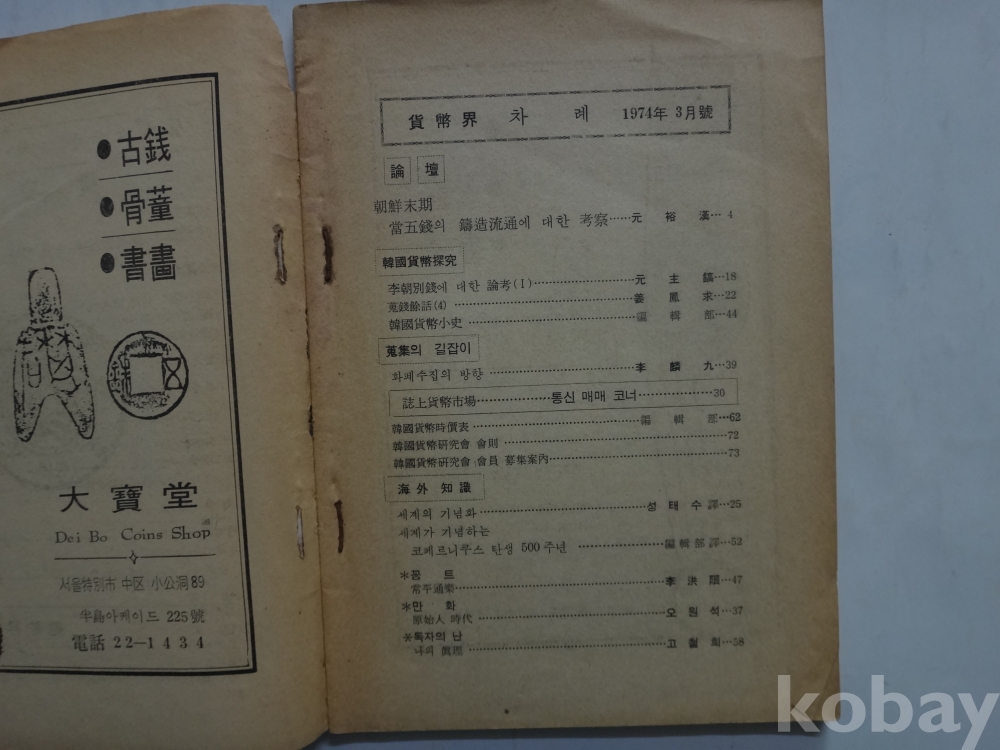 古銭
骨董
書畫
大寶堂
Dei Bo Coins Shop
서울特別市 中区 小公洞 89
半島아케이드 225號
電話 22-1434
貨幣界 차례 1974年 3月號
論壇
朝鮮末期
當五錢의 鑄造流通에 대한 考察……元裕漢… 4
韓國貨幣探究
李朝別錢에 대한 論考(I)……元主鎬…18
蒐錢餘話(4)……姜鳳求…22
韓國貨幣小史……編輯部…44
蒐集의 길잡이
화폐수집의 방향……李麟九…39
誌上貨幣市場……통신 매매 코너……30
韓國貨幣時價表……編輯部…62
韓國貨幣硏究會 會則……72
韓國貨幣硏究會 會員 募集案內……73
海外知識
세계의 기념화……성태수 譯…25
세계가 기념하는
코페르니쿠스 탄생 500주년……編輯部譯…52
*꽁트
常平通樂……李洪…47
*만화
原始人 時代……오원석…37
*독자의 난
나의……고철희…58
kobay